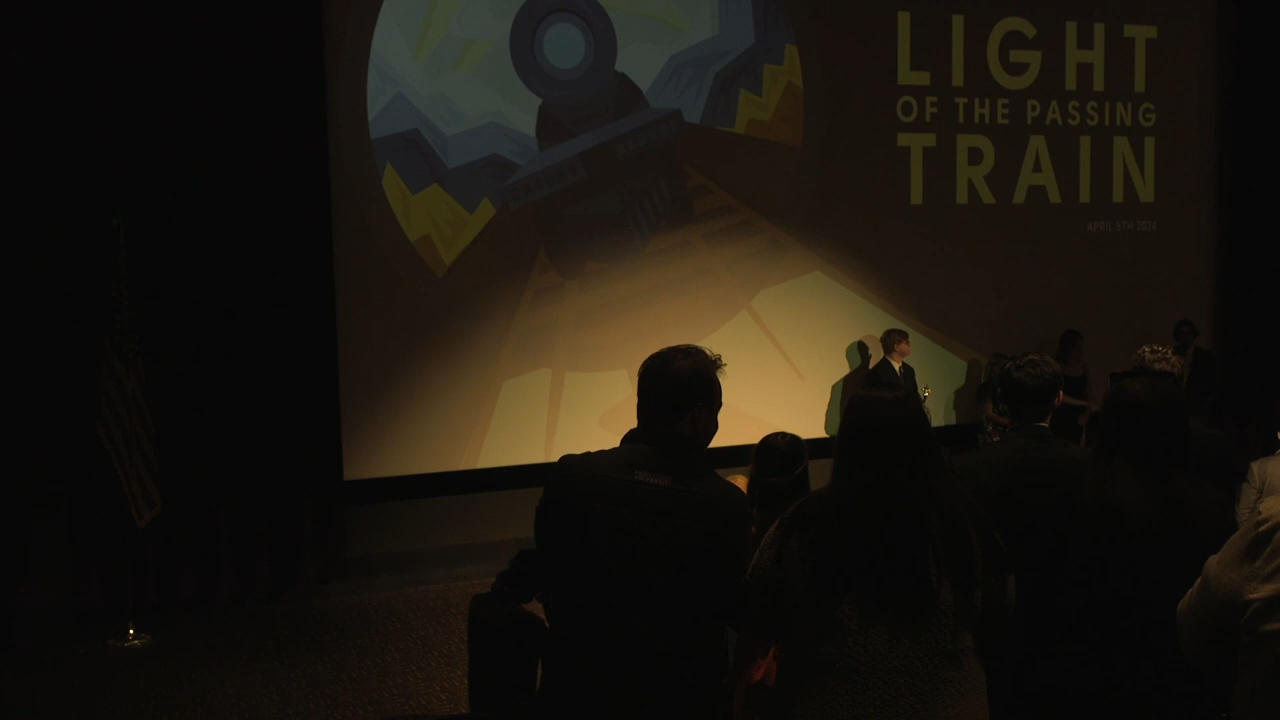 LIGHT
OF THE PASSING
TRAIN
APRIL 5TH 2024